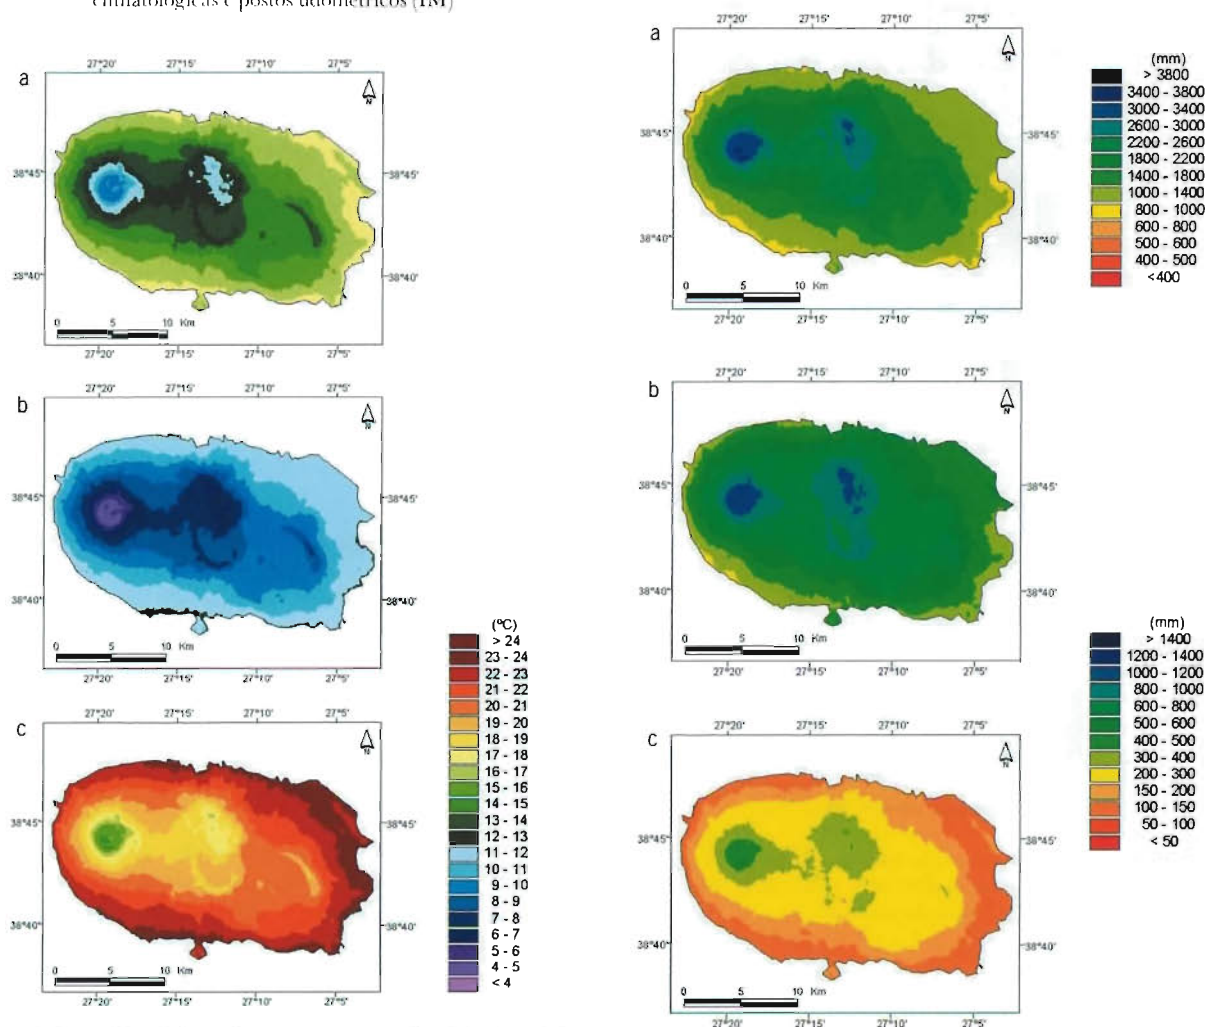 climatológicas e postos udométricos (IM)
a
27°20' 27°15' 27°10' 27°5'
N
38°45' 38°45'
38°40' 38°40'
0 5 10 Km
27°20' 27°15' 27°10' 27°5'
b
27°20' 27°15' 27°10' 27°5'
N
38°45' 38°45'
38°40' 38°40'
0 5 10 Km
27°20' 27°15' 27°10' 27°5'
c
27°20' 27°15' 27°10' 27°5'
N
38°45' 38°45'
38°40' 38°40'
0 5 10 Km
27°20' 27°15' 27°10' 27°5'
(ºC)
> 24
23 - 24
22 - 23
21 - 22
20 - 21
19 - 20
18 - 19
17 - 18
16 - 17
15 - 16
14 - 15
13 - 14
12 - 13
11 - 12
10 - 11
9 - 10
8 - 9
7 - 8
6 - 7
5 - 6
4 - 5
< 4
a
27°20' 27°15' 27°10' 27°5'
N
38°45' 38°45'
38°40' 38°40'
0 5 10 Km
27°20' 27°15' 27°10' 27°5'
(mm)
> 3800
3400 - 3800
3000 - 3400
2600 - 3000
2200 - 2600
1800 - 2200
1400 - 1800
1000 - 1400
800 - 1000
600 - 800
500 - 600
400 - 500
<400
b
27°20' 27°15' 27°10' 27°5'
N
38°45' 38°45'
38°40' 38°40'
0 5 10 Km
27°20' 27°15' 27°10' 27°5'
c
27°20' 27°15' 27°10' 27°5'
N
38°45' 38°45'
38°40' 38°40'
0 5 10 Km
27°20' 27°15' 27°10' 27°5'
(mm)
> 1400
1200 - 1400
1000 - 1200
800 - 1000
600 - 800
500 - 600
400 - 500
300 - 400
200 - 300
150 - 200
100 - 150
50 - 100
< 50